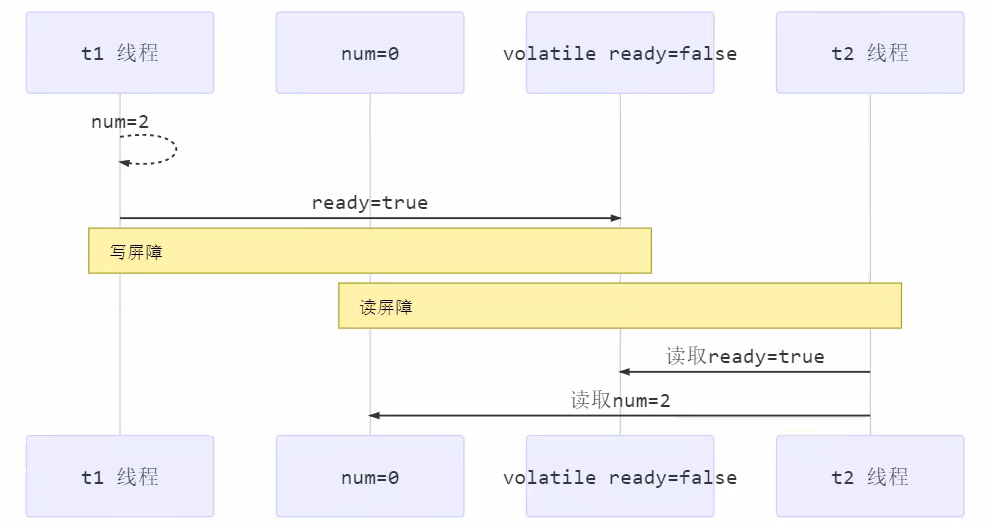 t1 线程
num=0
volatile ready=false
t2 线程
num=2
ready=true
写屏障
读屏障
读取ready=true
读取num=2
t1 线程
num=0
volatile ready=false
t2 线程